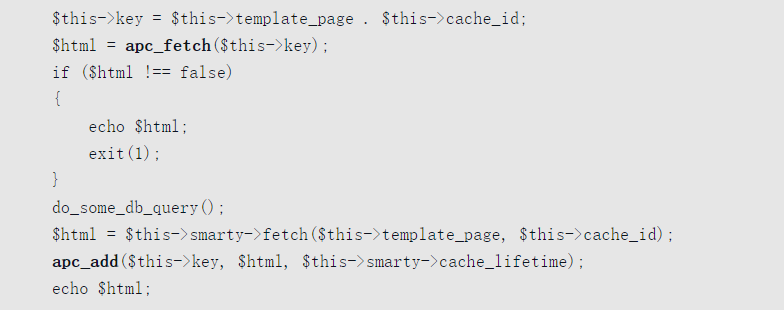 $this->key = $this->template_page . $this->cache_id;
$html = apc_fetch($this->key);
if ($html !== false)
{
echo $html;
exit(1);
}
do_some_db_query();
$html = $this->smarty->fetch($this->template_page, $this->cache_id);
apc_add($this->key, $html, $this->smarty->cache_lifetime);
echo $html;